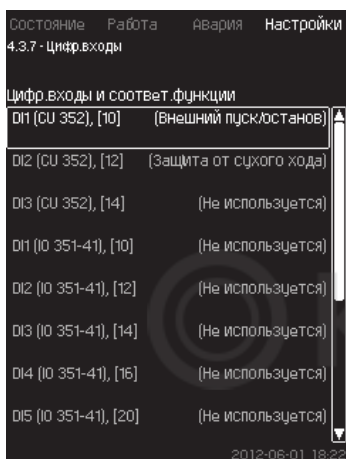 Состояние Работа Авария Настройки
4.3.7 - Цифр.входы
Цифр.входы и соответ.функции
DI1 (CU 352), [10] (Внешний пуск/останов)
DI2 (CU 352), [12] (Защита от сухого хода)
DI3 (CU 352), [14] (Не используется)
DI1 (IO 351-41), [10] (Не используется)
DI2 (IO 351-41), [12] (Не используется)
DI3 (IO 351-41), [14] (Не используется)
DI4 (IO 351-41), [16] (Не используется)
DI5 (IO 351-41), [20] (Не используется)
2012-06-01 18:22